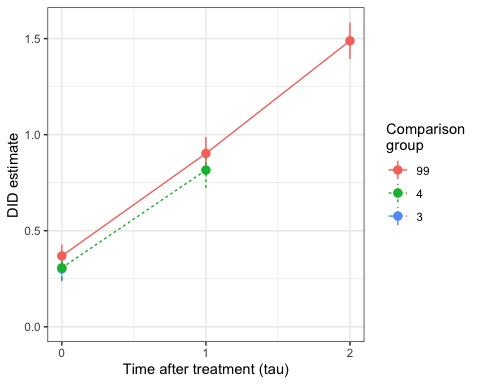 1.5
1.0
0.5
0.0
DID estimate
0
1
2
Time after treatment (tau)
Comparison
group
99
4
3